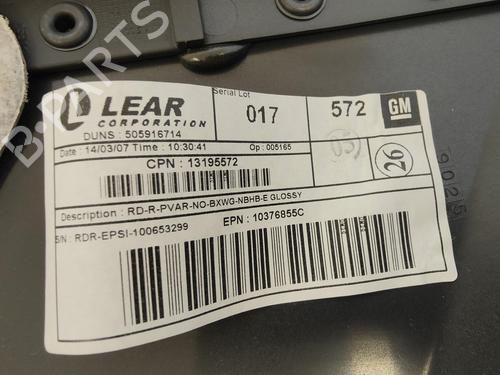 LEAR
CORPORATION
DUNS : 505916714
Serial Lot
017
572
GM
Date : 14/03/07 Time : 10:30:41
Op : 005165
CPN : 13195572
26
Description : RD-R-PVAR-NO-BXWG-NBHB-E GLOSSY
EPN : 10376855C
S/N : RDR-EPSI-100653299
B-PARTS